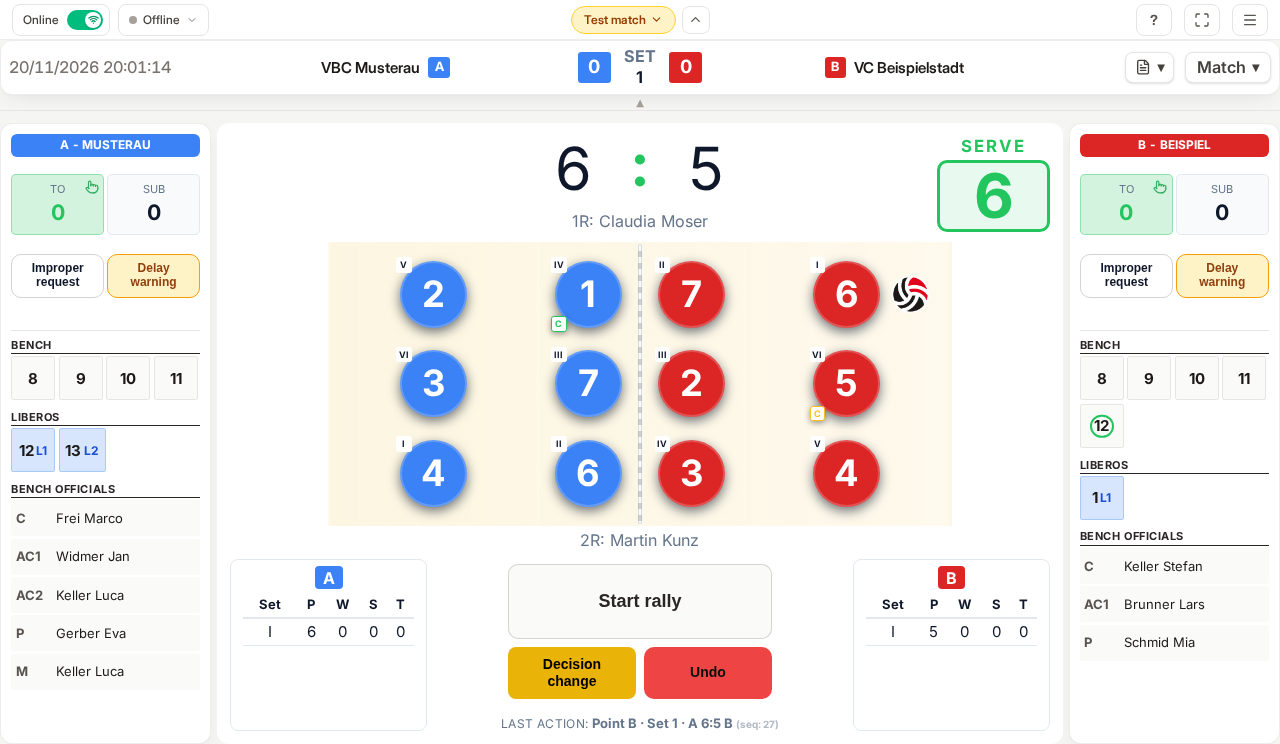 Online
Offline
Test match
?
20/11/2026 20:01:14
VBC Musterau A
0 SET 1 0
B VC Beispielstadt
▾
Match ▾
▲
A - MUSTERAU
TO
0
SUB
0
Improper request
Delay warning
BENCH
8 9 10 11
LIBEROS
12 L1 13 L2
BENCH OFFICIALS
C Frei Marco
AC1 Widmer Jan
AC2 Keller Luca
P Gerber Eva
M Keller Luca
6 : 5
SERVE
6
1R: Claudia Moser
V 2 IV 1 C II 7 I 6
VI 3 III 7 III 2 VI 5 C
I 4 II 6 IV 3 V 4
2R: Martin Kunz
A
Set P W S T
I 6 0 0 0
Start rally
Decision change
Undo
LAST ACTION: Point B · Set 1 · A 6:5 B (seq: 27)
B
Set P W S T
I 5 0 0 0
B - BEISPIEL
TO
0
SUB
0
Improper request
Delay warning
BENCH
8 9 10 11
12
LIBEROS
1 L1
BENCH OFFICIALS
C Keller Stefan
AC1 Brunner Lars
P Schmid Mia